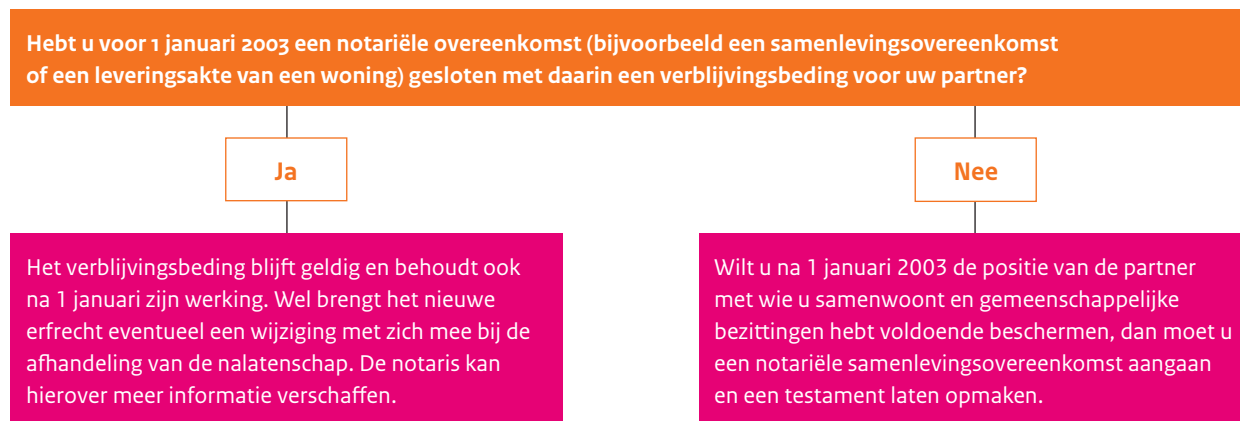 Hebt u voor 1 januari 2003 een notariële overeenkomst (bijvoorbeeld een samenlevingsovereenkomst
of een leveringsakte van een woning) gesloten met daarin een verblijvingsbeding voor uw partner?
Ja
Nee
Het verblijvingsbeding blijft geldig en behoudt ook
na 1 januari zijn werking. Wel brengt het nieuwe
erfrecht eventueel een wijziging met zich mee bij de
afhandeling van de nalatenschap. De notaris kan
hierover meer informatie verschaffen.
Wilt u na 1 januari 2003 de positie van de partner
met wie u samenwoont en gemeenschappelijke
bezittingen hebt voldoende beschermen, dan moet u
een notariële samenlevingsovereenkomst aangaan
en een testament laten opmaken.